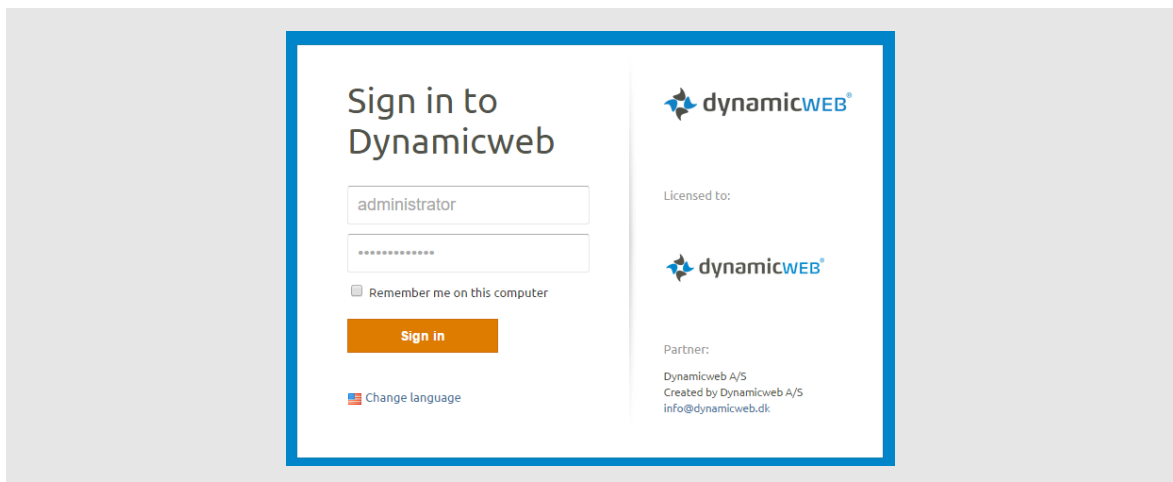 Sign in to
Dynamicweb
administrator
•••••••••••••
Remember me on this computer
Sign in
Change language
dynamicWEB®
Licensed to:
dynamicWEB®
Partner:
Dynamicweb A/S
Created by Dynamicweb A/S
info@dynamicweb.dk